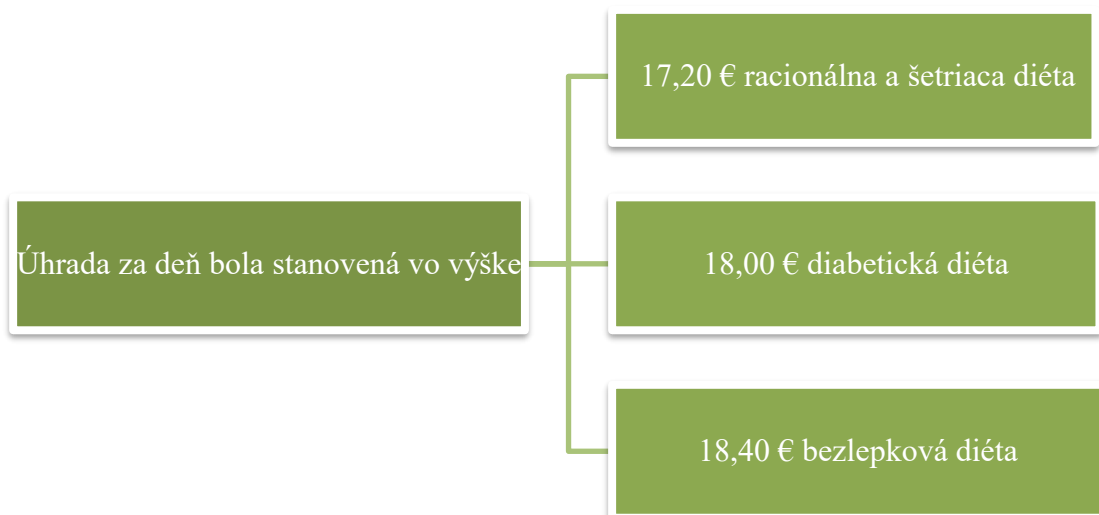 Úhrada za deň bola stanovená vo výške
17,20 € racionálna a šetriaca diéta
18,00 € diabetická diéta
18,40 € bezlepková diéta